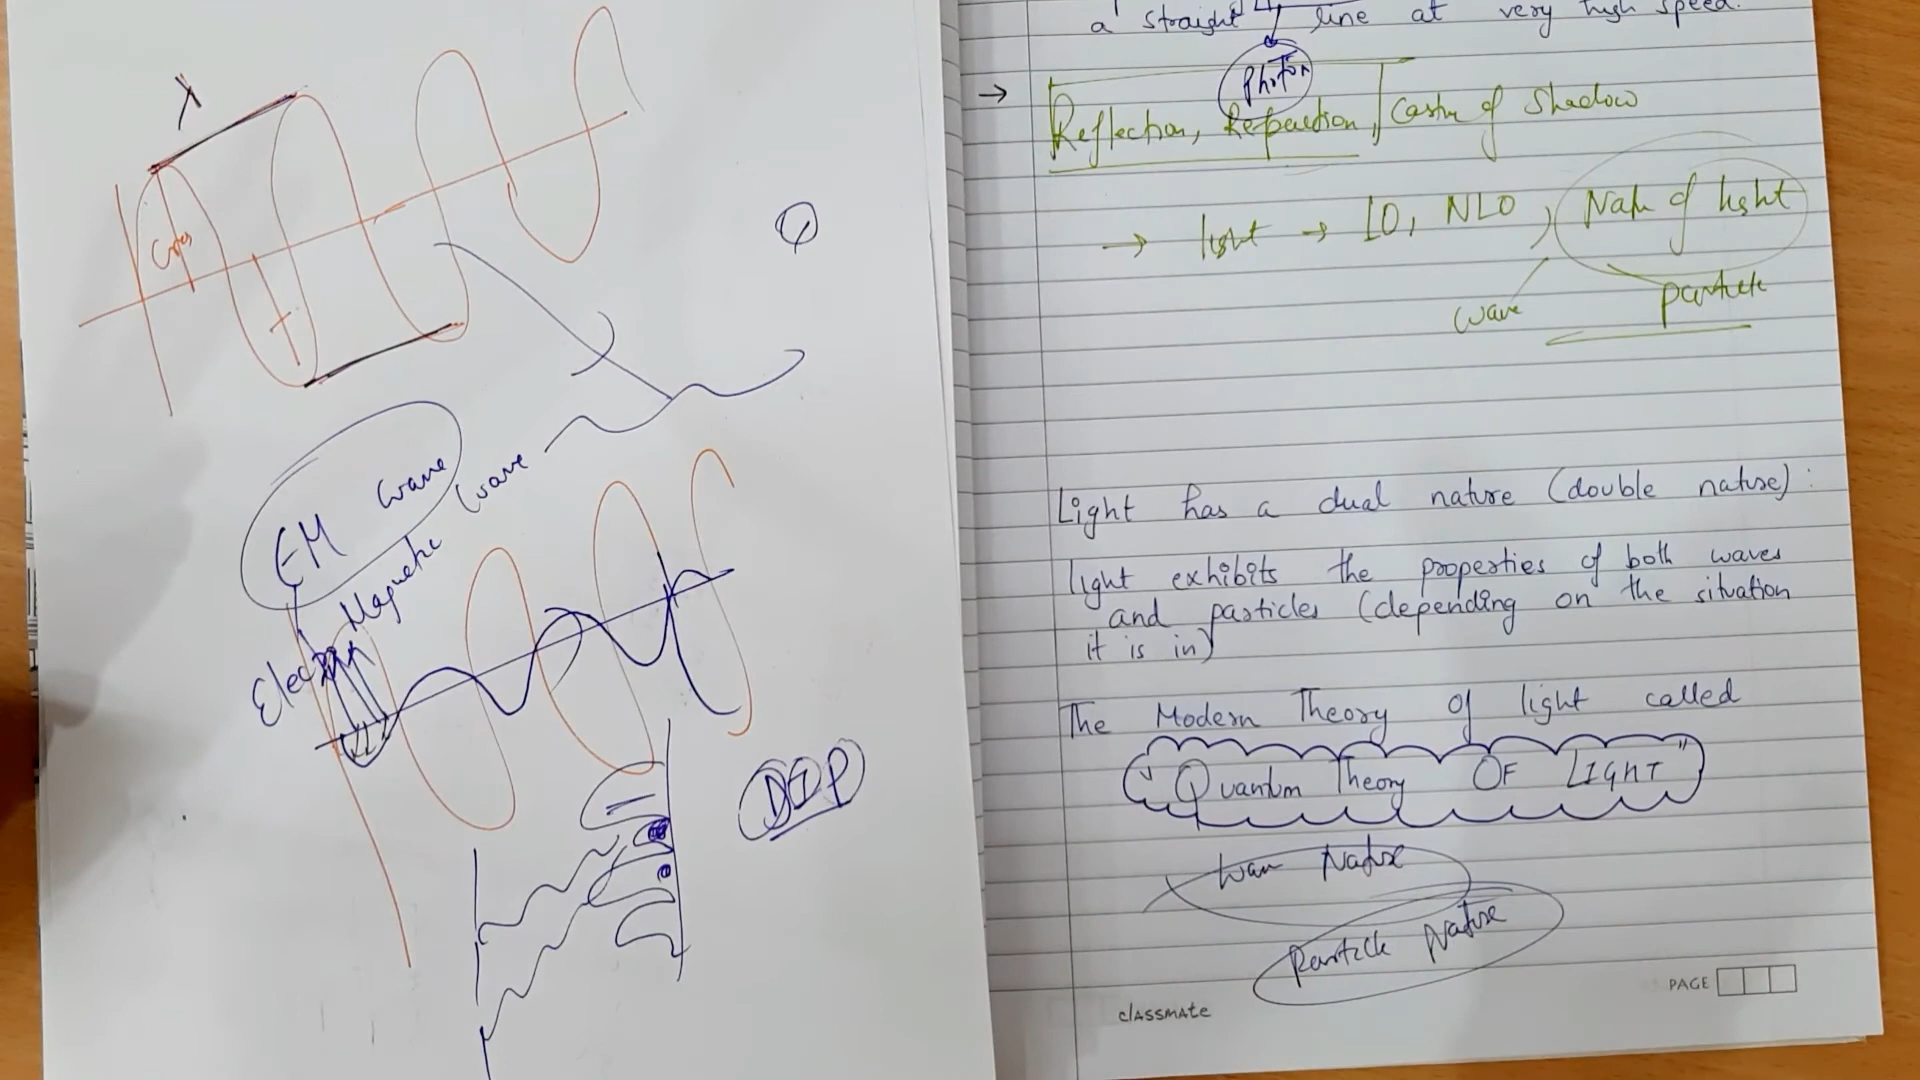 λ
EM wave
Electro Magnetic wave
DIP
a straight line at very high speed.
Photon
→ Reflection, Refraction, Castin of Shadow
→ light → LO, NLO, Natu of light
wave
particle
Light has a dual nature (double nature) :
light exhibits the properties of both waves
and particles (depending on the situation
it is in)
The Modern Theory of light called
"Quantum Theory OF LIGHT"
Wave Nature
Particle Nature
PAGE
classmate